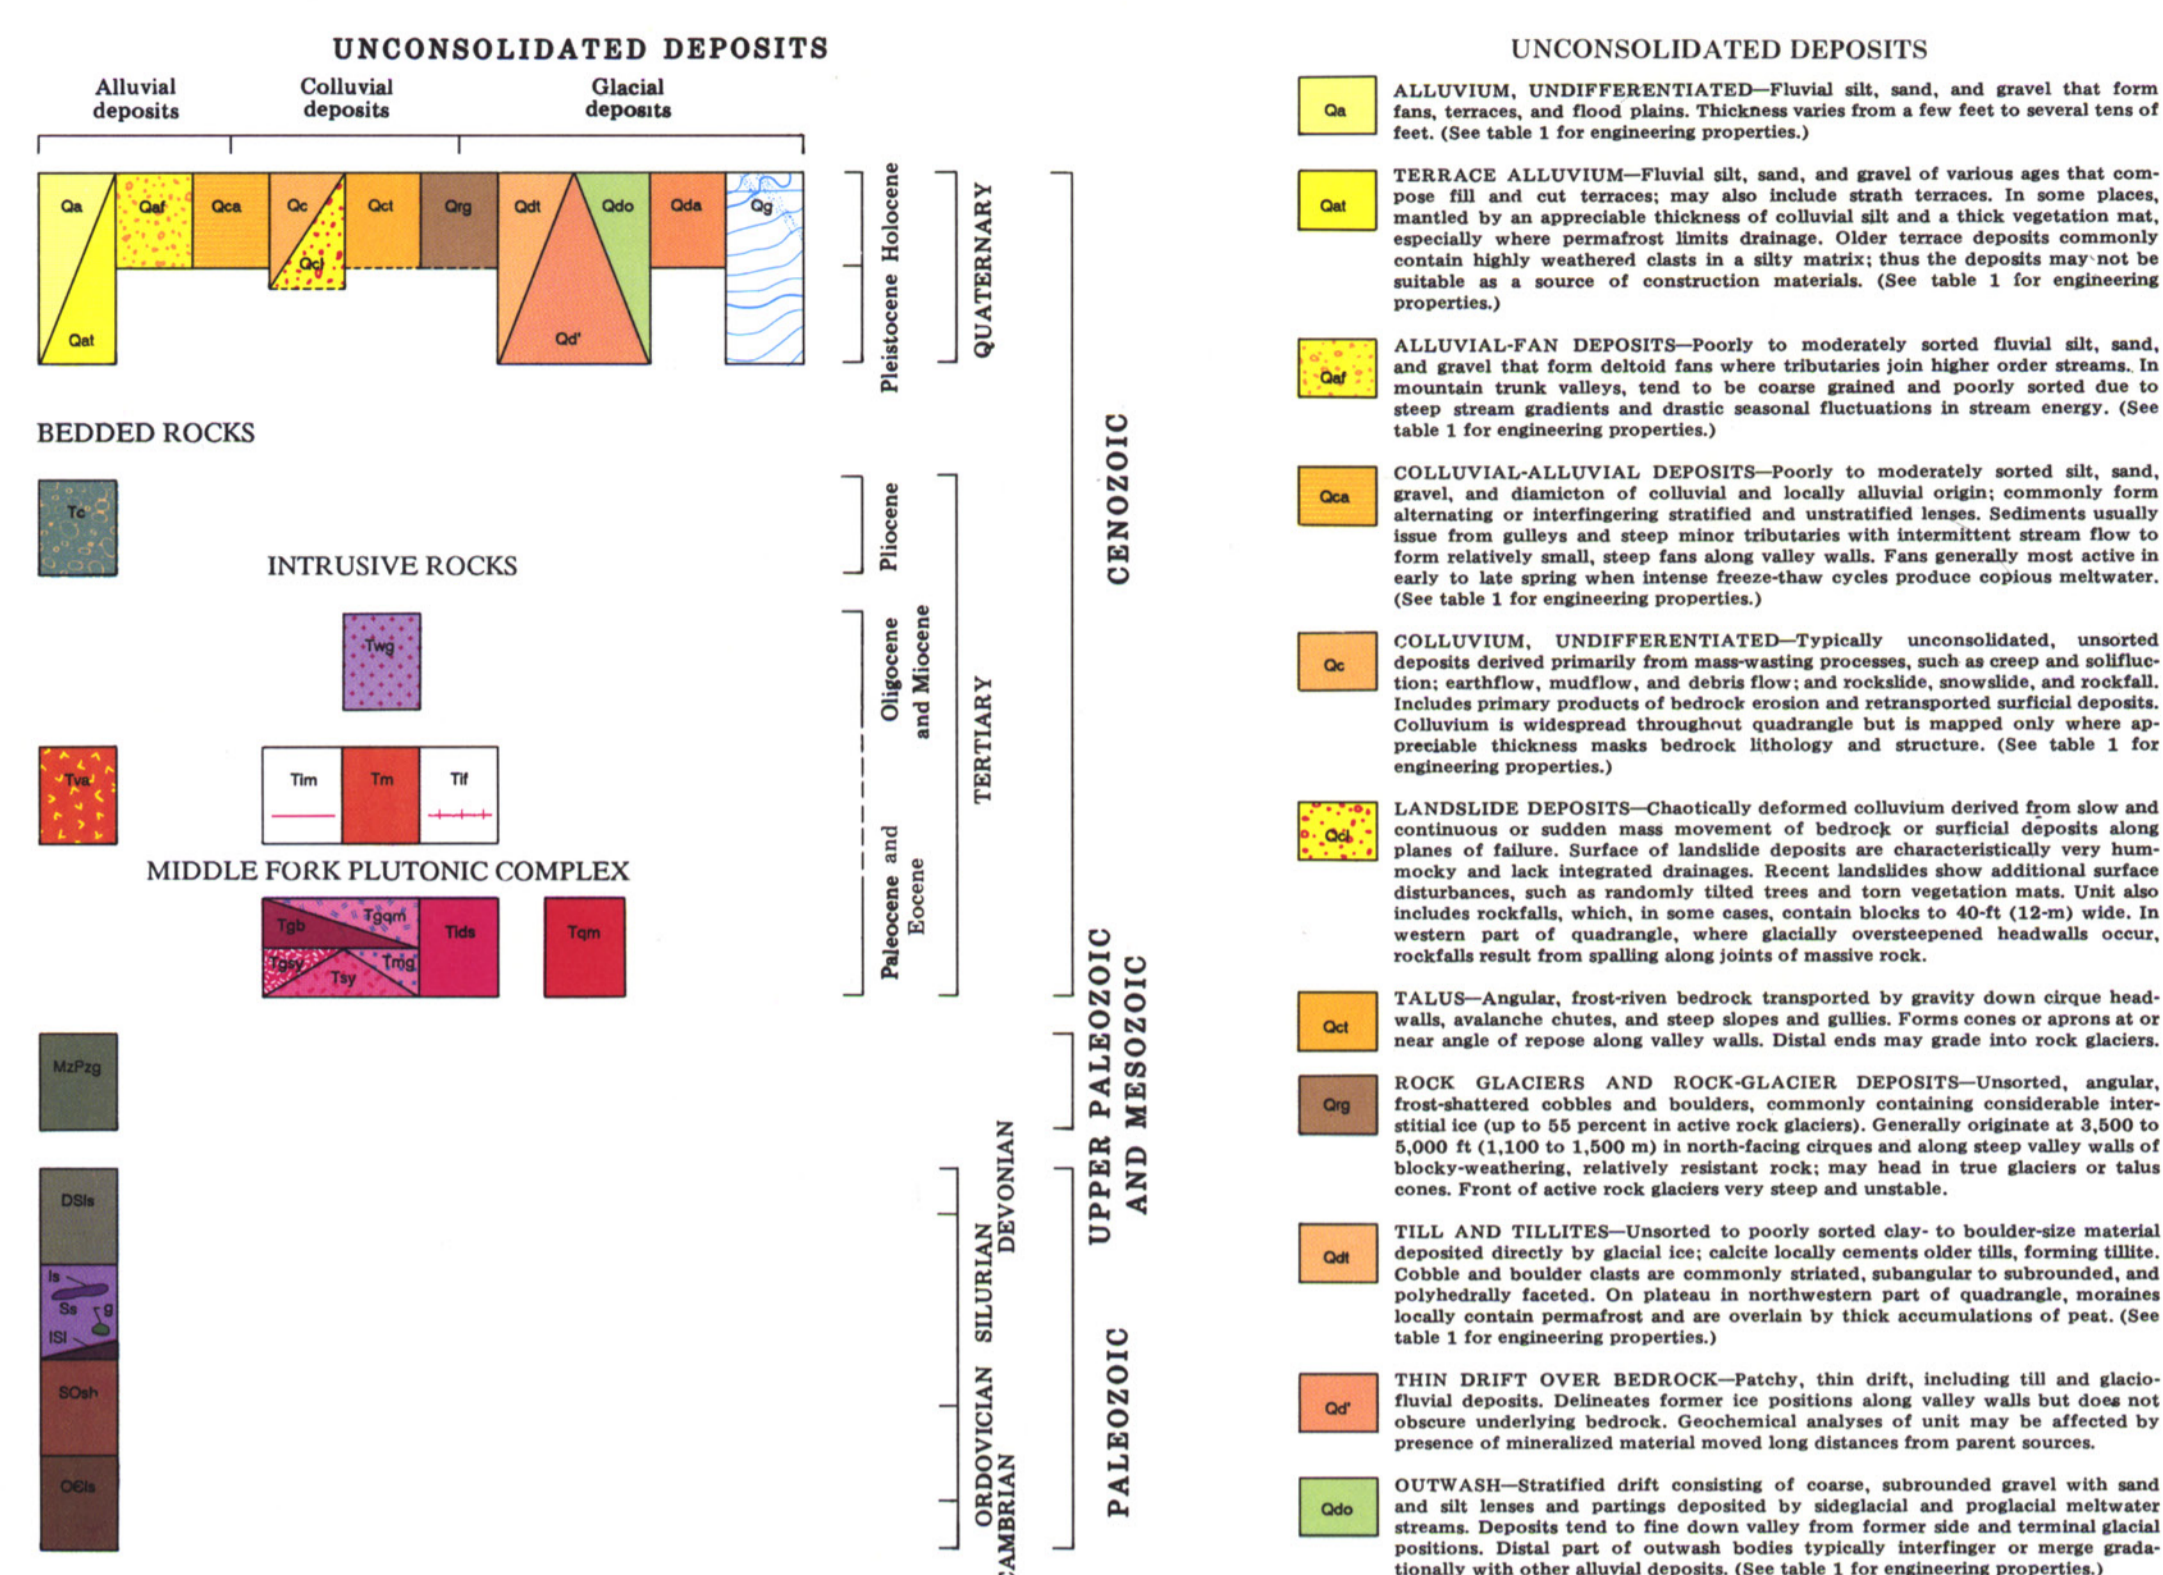 UNCONSOLIDATED DEPOSITS
Alluvial
deposits
Colluvial
deposits
Glacial
deposits
Qa
Qat
Qaf
Qca
Qc
Qcl
Qct
Qrg
Qdt
Qd'
Qdo
Qda
Qg
Holocene
Pleistocene
QUATERNARY
BEDDED ROCKS
Tc
Pliocene
CENOZOIC
INTRUSIVE ROCKS
Twg
Oligocene
and Miocene
TERTIARY
Tva
Tim
Tm
Tif
MIDDLE FORK PLUTONIC COMPLEX
Tgb
Tgqm
Tgsy
Tsy
Tmg
Tids
Tqm
Paleocene and
Eocene
MzPzg
UPPER PALEOZOIC
AND MESOZOIC
DSls
ls
Ss
g
lSl
SOsh
OЄls
DEVONIAN
SILURIAN
ORDOVICIAN
CAMBRIAN
PALEOZOIC
UNCONSOLIDATED DEPOSITS
Qa
ALLUVIUM, UNDIFFERENTIATED—Fluvial silt, sand, and gravel that form
fans, terraces, and flood plains. Thickness varies from a few feet to several tens of
feet. (See table 1 for engineering properties.)
Qat
TERRACE ALLUVIUM—Fluvial silt, sand, and gravel of various ages that com-
pose fill and cut terraces; may also include strath terraces. In some places,
mantled by an appreciable thickness of colluvial silt and a thick vegetation mat,
especially where permafrost limits drainage. Older terrace deposits commonly
contain highly weathered clasts in a silty matrix; thus the deposits may not be
suitable as a source of construction materials. (See table 1 for engineering
properties.)
Qaf
ALLUVIAL-FAN DEPOSITS—Poorly to moderately sorted fluvial silt, sand,
and gravel that form deltoid fans where tributaries join higher order streams. In
mountain trunk valleys, tend to be coarse grained and poorly sorted due to
steep stream gradients and drastic seasonal fluctuations in stream energy. (See
table 1 for engineering properties.)
Qca
COLLUVIAL-ALLUVIAL DEPOSITS—Poorly to moderately sorted silt, sand,
gravel, and diamicton of colluvial and locally alluvial origin; commonly form
alternating or interfingering stratified and unstratified lenses. Sediments usually
issue from gulleys and steep minor tributaries with intermittent stream flow to
form relatively small, steep fans along valley walls. Fans generally most active in
early to late spring when intense freeze-thaw cycles produce copious meltwater.
(See table 1 for engineering properties.)
Qc
COLLUVIUM, UNDIFFERENTIATED—Typically unconsolidated, unsorted
deposits derived primarily from mass-wasting processes, such as creep and solifluc-
tion; earthflow, mudflow, and debris flow; and rockslide, snowslide, and rockfall.
Includes primary products of bedrock erosion and retransported surficial deposits.
Colluvium is widespread throughout quadrangle but is mapped only where ap-
preciable thickness masks bedrock lithology and structure. (See table 1 for
engineering properties.)
Qcl
LANDSLIDE DEPOSITS—Chaotically deformed colluvium derived from slow and
continuous or sudden mass movement of bedrock or surficial deposits along
planes of failure. Surface of landslide deposits are characteristically very hum-
mocky and lack integrated drainages. Recent landslides show additional surface
disturbances, such as randomly tilted trees and torn vegetation mats. Unit also
includes rockfalls, which, in some cases, contain blocks to 40-ft (12-m) wide. In
western part of quadrangle, where glacially oversteepened headwalls occur,
rockfalls result from spalling along joints of massive rock.
Qct
TALUS—Angular, frost-riven bedrock transported by gravity down cirque head-
walls, avalanche chutes, and steep slopes and gullies. Forms cones or aprons at or
near angle of repose along valley walls. Distal ends may grade into rock glaciers.
Qrg
ROCK GLACIERS AND ROCK-GLACIER DEPOSITS—Unsorted, angular,
frost-shattered cobbles and boulders, commonly containing considerable inter-
stitial ice (up to 55 percent in active rock glaciers). Generally originate at 3,500 to
5,000 ft (1,100 to 1,500 m) in north-facing cirques and along steep valley walls of
blocky-weathering, relatively resistant rock; may head in true glaciers or talus
cones. Front of active rock glaciers very steep and unstable.
Qdt
TILL AND TILLITES—Unsorted to poorly sorted clay- to boulder-size material
deposited directly by glacial ice; calcite locally cements older tills, forming tillite.
Cobble and boulder clasts are commonly striated, subangular to subrounded, and
polyhedrally faceted. On plateau in northwestern part of quadrangle, moraines
locally contain permafrost and are overlain by thick accumulations of peat. (See
table 1 for engineering properties.)
Qd'
THIN DRIFT OVER BEDROCK—Patchy, thin drift, including till and glacio-
fluvial deposits. Delineates former ice positions along valley walls but does not
obscure underlying bedrock. Geochemical analyses of unit may be affected by
presence of mineralized material moved long distances from parent sources.
Qdo
OUTWASH—Stratified drift consisting of coarse, subrounded gravel with sand
and silt lenses and partings deposited by sideglacial and proglacial meltwater
streams. Deposits tend to fine down valley from former side and terminal glacial
positions. Distal part of outwash bodies typically interfinger or merge grada-
tionally with other alluvial deposits. (See table 1 for engineering properties.)